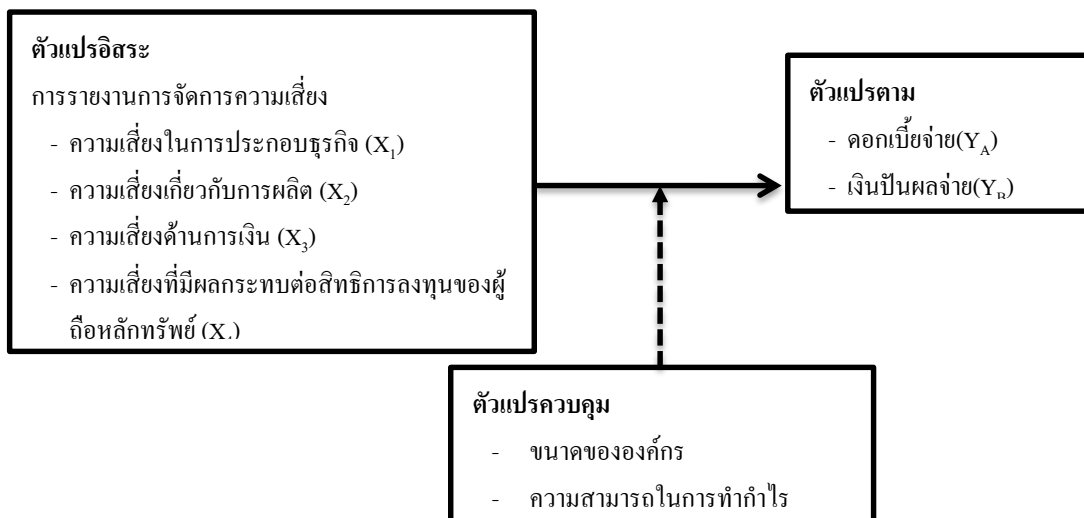 ตัวแปรอิสระ
การรายงานการจัดการความเสี่ยง
- ความเสี่ยงในการประกอบธุรกิจ (X₁)
- ความเสี่ยงเกี่ยวกับการผลิต (X₂)
- ความเสี่ยงด้านการเงิน (X₃)
- ความเสี่ยงที่มีผลกระทบต่อสิทธิการลงทุนของผู้
ถือหลักทรัพย์ (X₄)
ตัวแปรตาม
- ดอกเบี้ยจ่าย(Y_A)
- เงินปันผลจ่าย(Y_B)
ตัวแปรควบคุม
- ขนาดขององค์กร
- ความสามารถในการทำกำไร